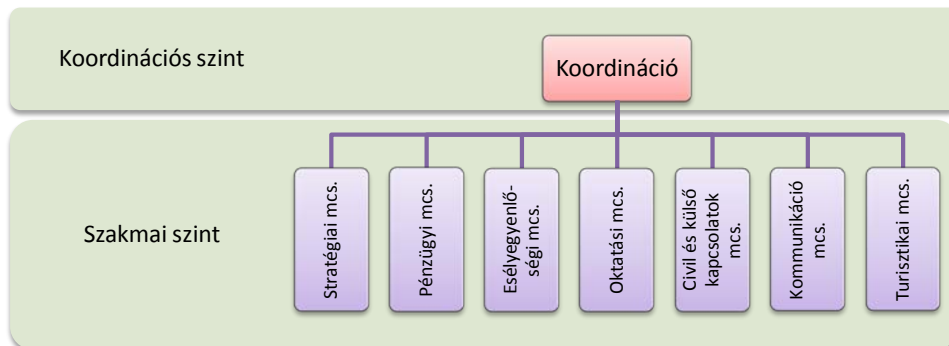 Koordinációs szint
Koordináció
Szakmai szint
Stratégiai mcs.
Pénzügyi mcs.
Esélyegyenlő-
ségi mcs.
Oktatási mcs.
Civil és külső
kapcsolatok
mcs.
Kommunikáció
mcs.
Turisztikai mcs.